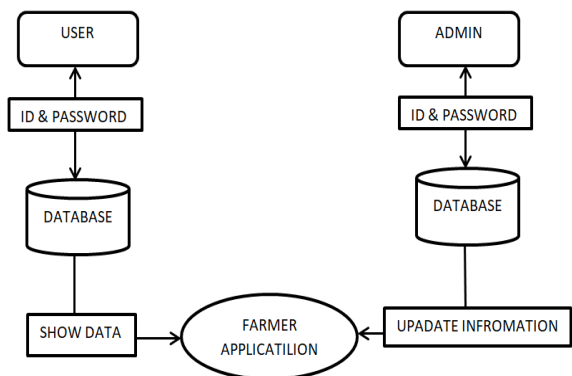 USER
ADMIN
ID & PASSWORD
ID & PASSWORD
DATABASE
DATABASE
SHOW DATA
FARMER
APPLICATILION
UPADATE INFROMATION